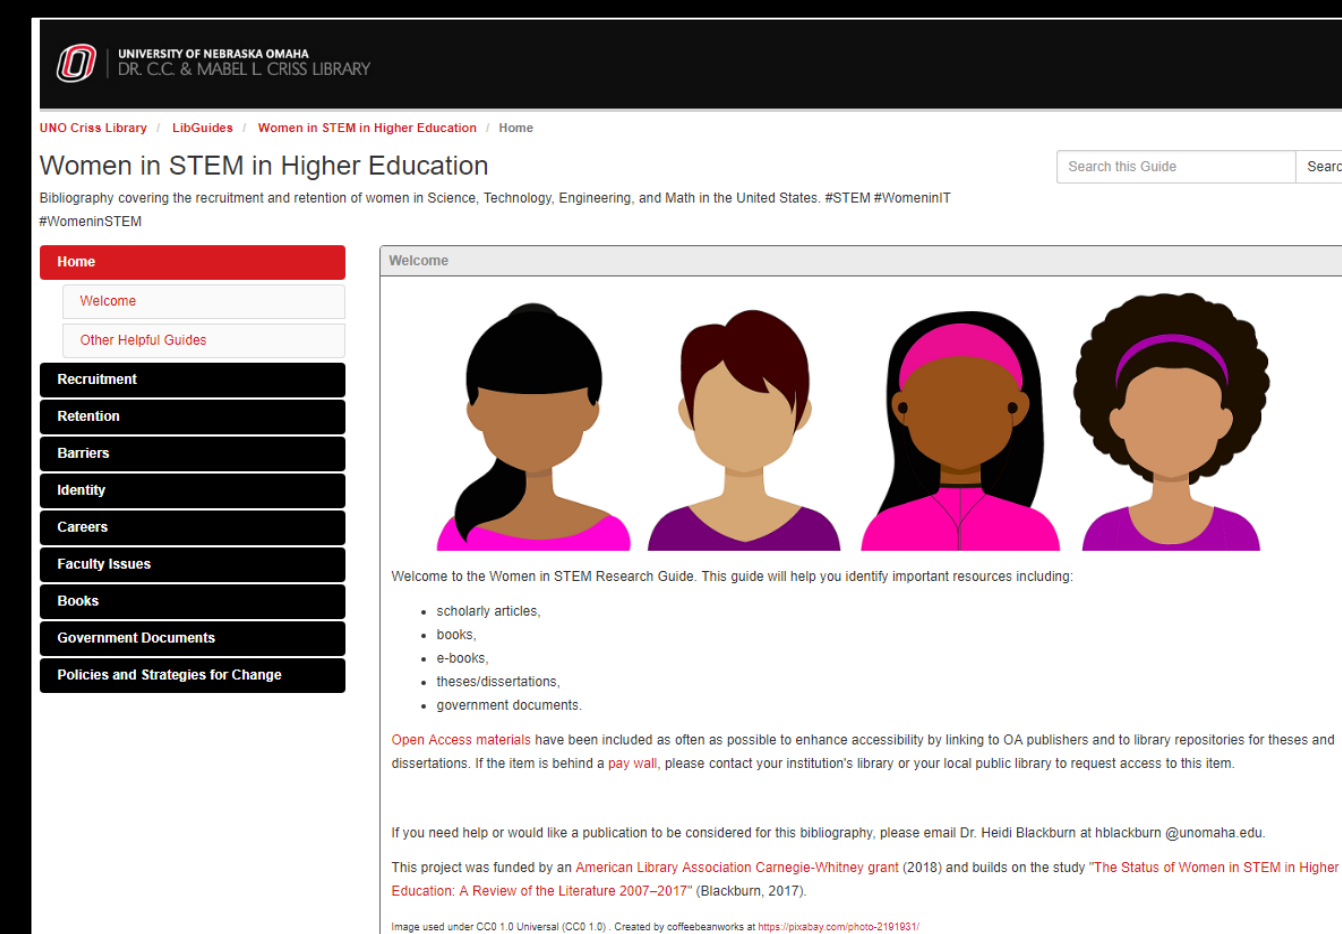 UNIVERSITY OF NEBRASKA OMAHA
DR. C.C. & MABEL L. CRISS LIBRARY
UNO Criss Library / LibGuides / Women in STEM in Higher Education / Home
Women in STEM in Higher Education
Search this Guide
Searc
Bibliography covering the recruitment and retention of women in Science, Technology, Engineering, and Math in the United States. #STEM #WomeninIT
#WomeninSTEM
Home
Welcome
Other Helpful Guides
Recruitment
Retention
Barriers
Identity
Careers
Faculty Issues
Books
Government Documents
Policies and Strategies for Change
Welcome
Welcome to the Women in STEM Research Guide. This guide will help you identify important resources including:
• scholarly articles,
• books,
• e-books,
• theses/dissertations,
• government documents.
Open Access materials have been included as often as possible to enhance accessibility by linking to OA publishers and to library repositories for theses and
dissertations. If the item is behind a pay wall, please contact your institution's library or your local public library to request access to this item.
If you need help or would like a publication to be considered for this bibliography, please email Dr. Heidi Blackburn at hblackburn @unomaha.edu.
This project was funded by an American Library Association Carnegie-Whitney grant (2018) and builds on the study "The Status of Women in STEM in Higher
Education: A Review of the Literature 2007–2017" (Blackburn, 2017).
Image used under CC0 1.0 Universal (CC0 1.0) . Created by coffeebeanworks at https://pixabay.com/photo-2191931/